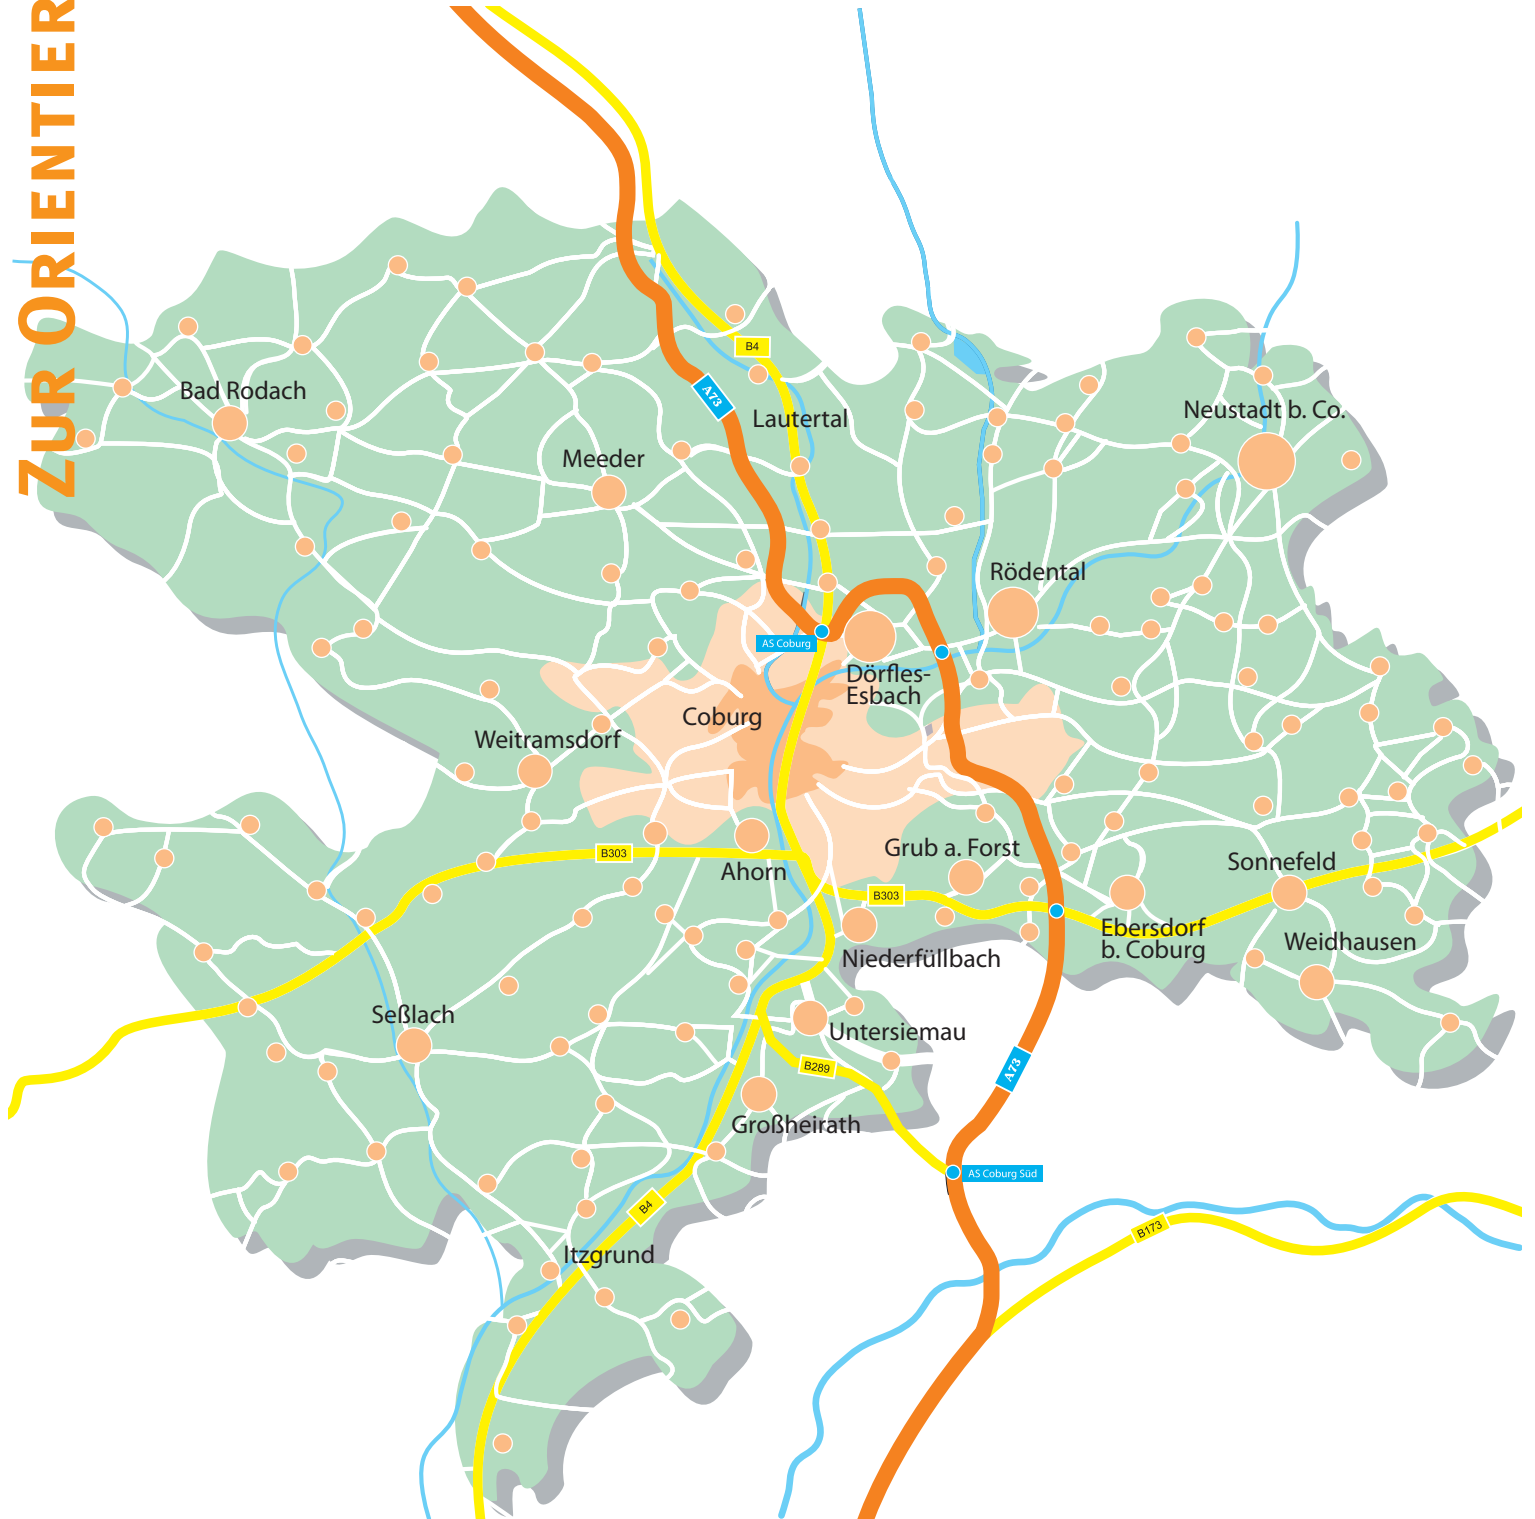 ZUR ORIENTIER
B4
A73
Bad Rodach
Neustadt b. Co.
Lautertal
Meeder
Rödental
AS Coburg
Dörfles-
Esbach
Coburg
Weitramsdorf
B303
Grub a. Forst
Ahorn
Sonnefeld
B303
Ebersdorf
b. Coburg
Weidhausen
Niederfüllbach
Seßlach
Untersiemau
B289
A73
Großheirath
AS Coburg Süd
B4
B173
Itzgrund